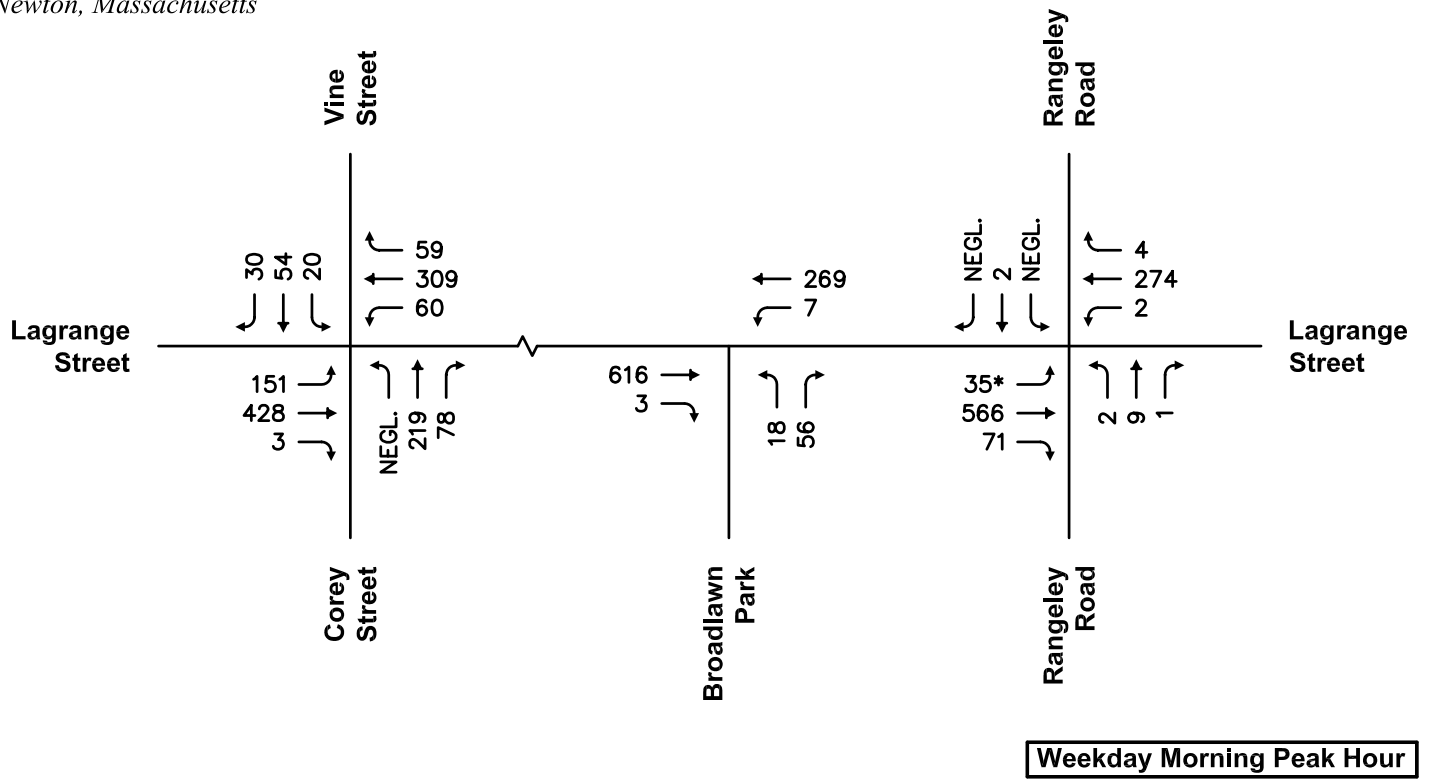 Newton, Massachusetts
Vine
Street
Rangeley
Road
30
54
20
59
309
60
269
7
NEGL.
2
NEGL.
4
274
2
Lagrange
Street
Lagrange
Street
151
428
3
NEGL.
219
78
616
3
18
56
35*
566
71
2
9
1
Corey
Street
Broadlawn
Park
Rangeley
Road
Weekday Morning Peak Hour